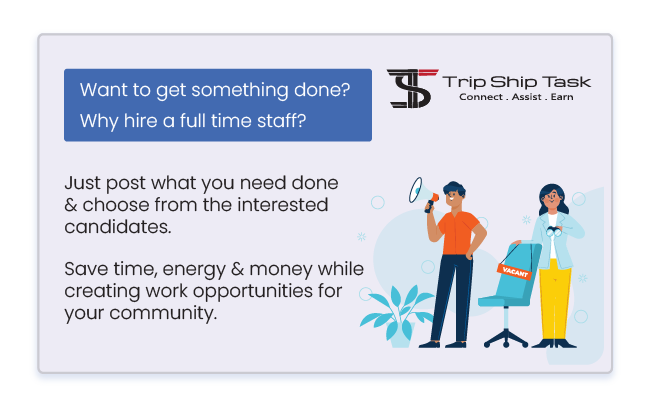 Want to get something done?
Why hire a full time staff?
Trip Ship Task
Connect . Assist . Earn
Just post what you need done
& choose from the interested
candidates.
Save time, energy & money while
creating work opportunities for
your community.
VACANT